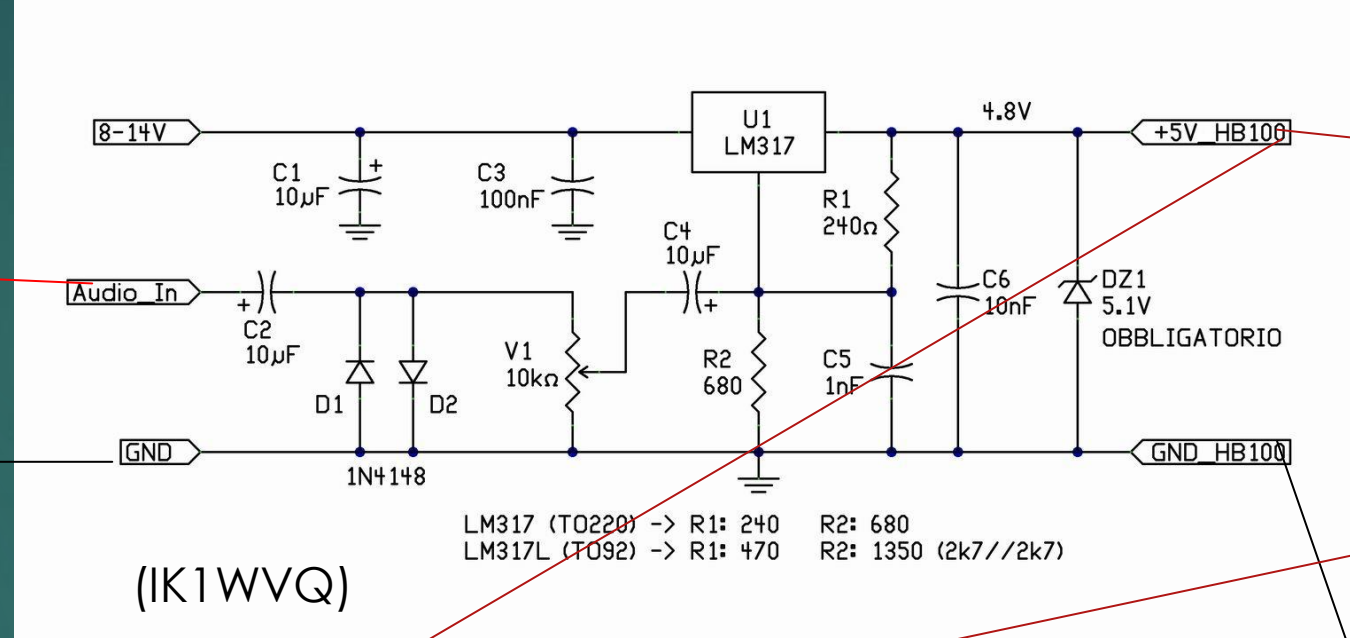 8-14V
C1
10µF
+
C3
100nF
U1
LM317
4.8V
+5V_HB100
R1
240Ω
C4
10µF
+
Audio_In
+
C2
10µF
D1
D2
1N4148
V1
10kΩ
R2
680
C5
1nF
C6
10nF
DZ1
5.1V
OBBLIGATORIO
GND
GND_HB100
LM317 (TO220) -> R1: 240 R2: 680
LM317L (TO92) -> R1: 470 R2: 1350 (2k7//2k7)
(IK1WVQ)